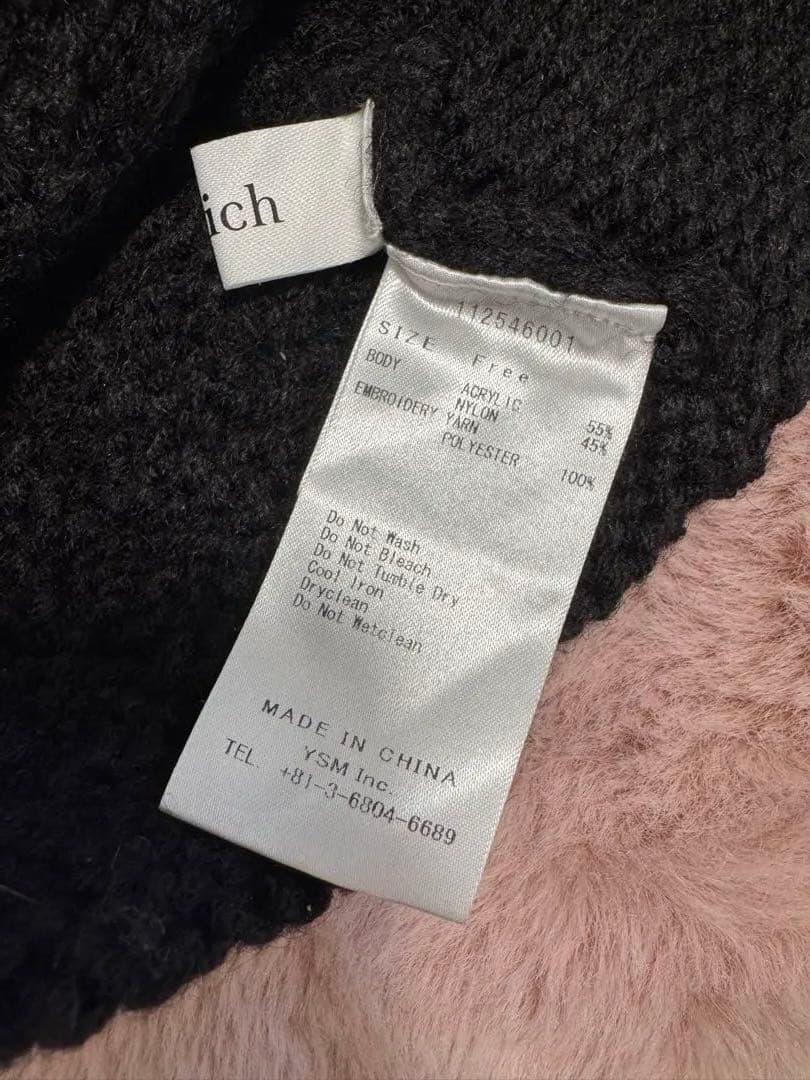 ich
112546001
SIZE Free
BODY
ACRYLIC 55%
NYLON 45%
EMBROIDERY YARN
POLYESTER 100%
Do Not Wash
Do Not Bleach
Do Not Tumble Dry
Cool Iron
Dryclean
Do Not Wetclean
MADE IN CHINA
YSM Inc.
TEL. +81-3-6804-6689